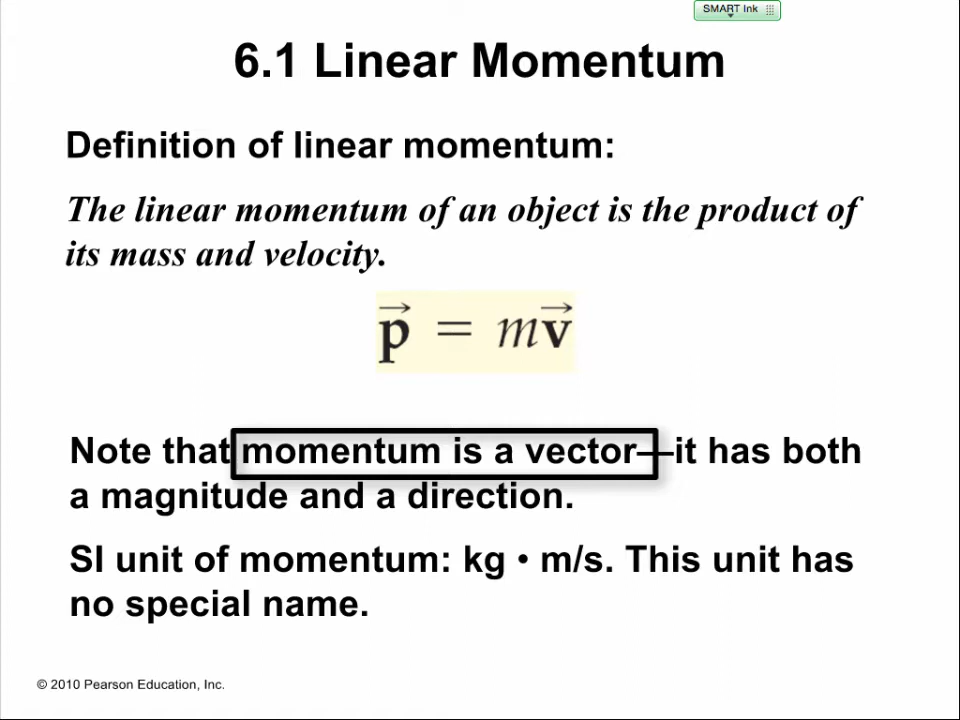 SMART Ink
6.1 Linear Momentum
Definition of linear momentum:
The linear momentum of an object is the product of
its mass and velocity.
p⃗ = mv⃗
Note that momentum is a vector—it has both
a magnitude and a direction.
SI unit of momentum: kg • m/s. This unit has
no special name.
© 2010 Pearson Education, Inc.